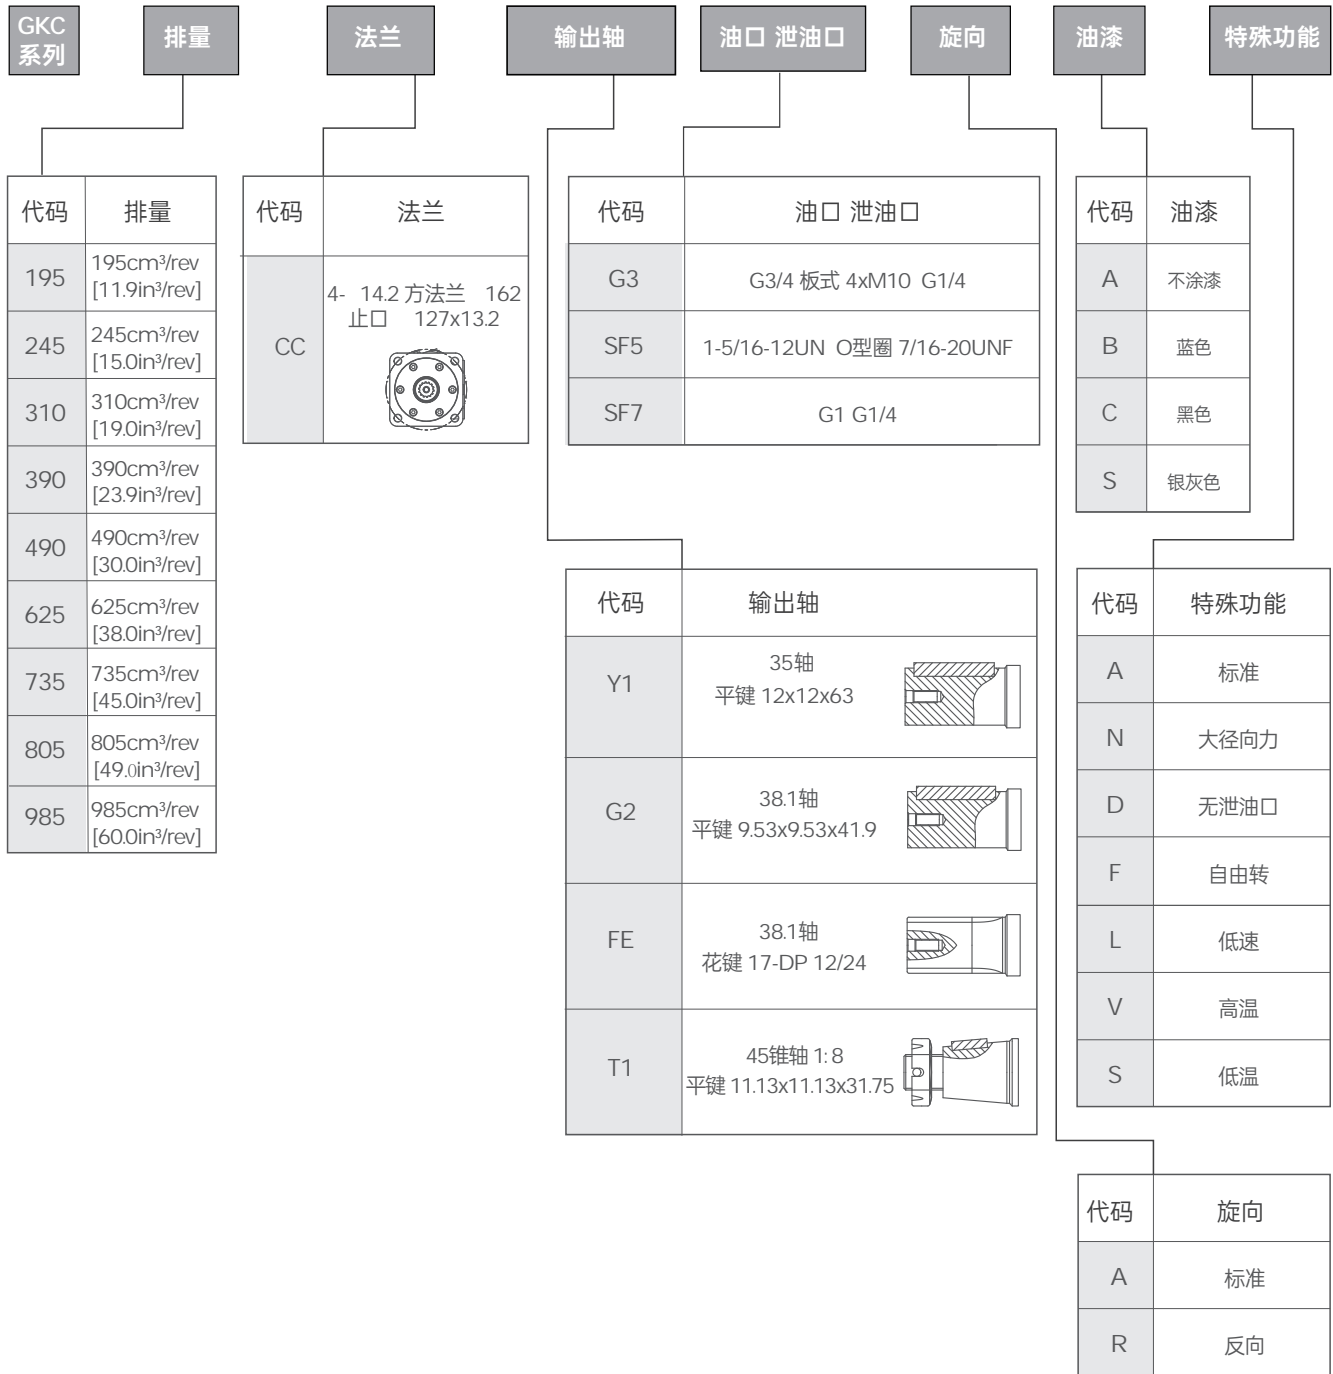 GKC
系列
排量
法兰
输出轴
油口 泄油口
旋向
油漆
特殊功能
代码 排量
195 195cm³/rev
[11.9in³/rev]
245 245cm³/rev
[15.0in³/rev]
310 310cm³/rev
[19.0in³/rev]
390 390cm³/rev
[23.9in³/rev]
490 490cm³/rev
[30.0in³/rev]
625 625cm³/rev
[38.0in³/rev]
735 735cm³/rev
[45.0in³/rev]
805 805cm³/rev
[49.0in³/rev]
985 985cm³/rev
[60.0in³/rev]
代码 法兰
CC
4- 14.2 方法兰 162
止口 127x13.2
代码 油口 泄油口
G3 G3/4 板式 4xM10 G1/4
SF5 1-5/16-12UN O型圈 7/16-20UNF
SF7 G1 G1/4
代码 油漆
A 不涂漆
B 蓝色
C 黑色
S 银灰色
代码 输出轴
Y1 35轴
平键 12x12x63
G2 38.1轴
平键 9.53x9.53x41.9
FE 38.1轴
花键 17-DP 12/24
T1 45锥轴 1:8
平键 11.13x11.13x31.75
代码 特殊功能
A 标准
N 大径向力
D 无泄油口
F 自由转
L 低速
V 高温
S 低温
代码 旋向
A 标准
R 反向